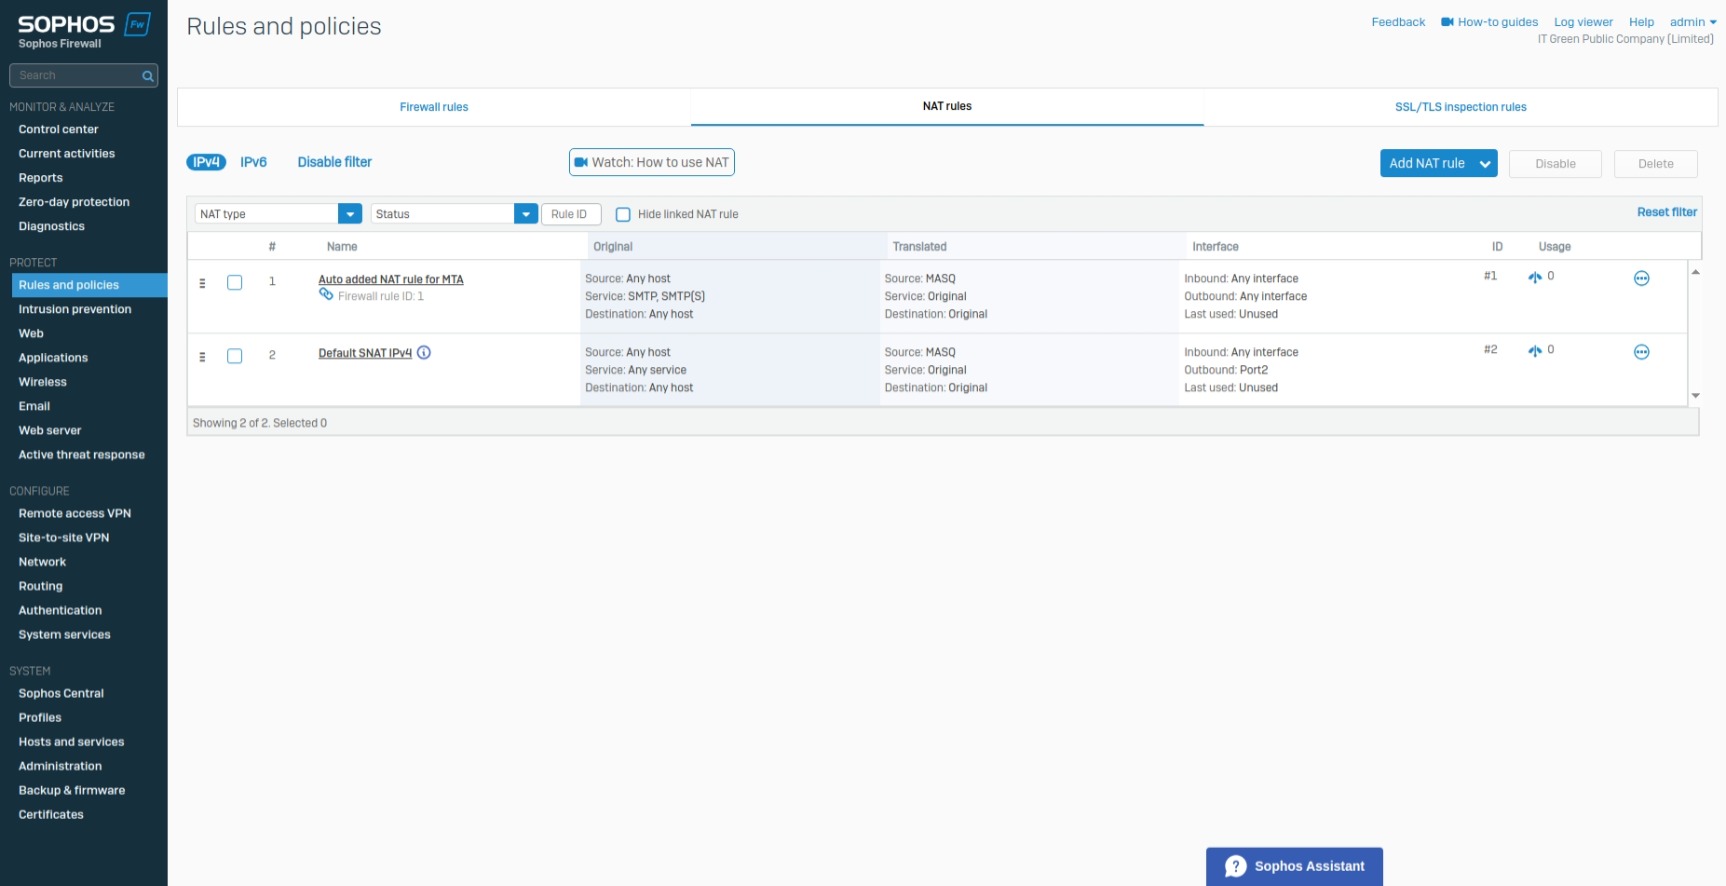 SOPHOS Fw
Sophos Firewall
Search
MONITOR & ANALYZE
Control center
Current activities
Reports
Zero-day protection
Diagnostics
PROTECT
Rules and policies
Intrusion prevention
Web
Applications
Wireless
Email
Web server
Active threat response
CONFIGURE
Remote access VPN
Site-to-site VPN
Network
Routing
Authentication
System services
SYSTEM
Sophos Central
Profiles
Hosts and services
Administration
Backup & firmware
Certificates
Rules and policies
Feedback How-to guides Log viewer Help admin
IT Green Public Company (Limited)
Firewall rules NAT rules SSL/TLS inspection rules
IPv4 IPv6 Disable filter Watch: How to use NAT Add NAT rule Disable Delete
NAT type Status Rule ID Hide linked NAT rule Reset filter
# Name Original Translated Interface ID Usage
1 Auto added NAT rule for MTA Source: Any host Source: MASQ Inbound: Any interface #1 0
Firewall rule ID: 1 Service: SMTP, SMTP(S) Service: Original Outbound: Any interface
Destination: Any host Destination: Original Last used: Unused
2 Default SNAT IPv4 Source: Any host Source: MASQ Inbound: Any interface #2 0
Service: Any service Service: Original Outbound: Port2
Destination: Any host Destination: Original Last used: Unused
Showing 2 of 2. Selected 0
? Sophos Assistant